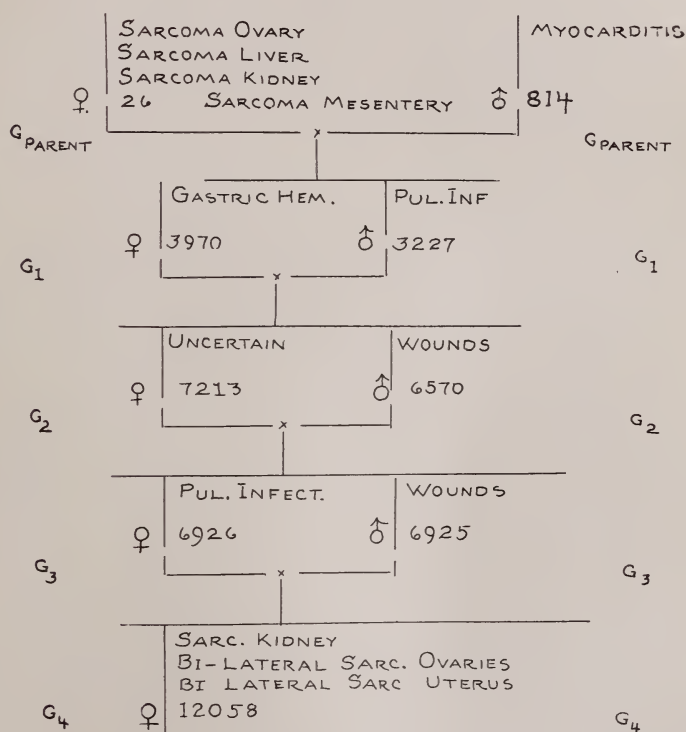 SARCOMA OVARY MYOCARDITIS
SARCOMA LIVER
SARCOMA KIDNEY
♀ 26 SARCOMA MESENTERY ♂ 814
GPARENT × GPARENT
GASTRIC HEM. PUL. INF
♀ 3970 ♂ 3227
G1 × G1
UNCERTAIN WOUNDS
♀ 7213 ♂ 6570
G2 × G2
PUL. INFECT. WOUNDS
♀ 6926 ♂ 6925
G3 × G3
SARC. KIDNEY
BI-LATERAL SARC. OVARIES
BI LATERAL SARC UTERUS
G4 ♀ 12058 G4